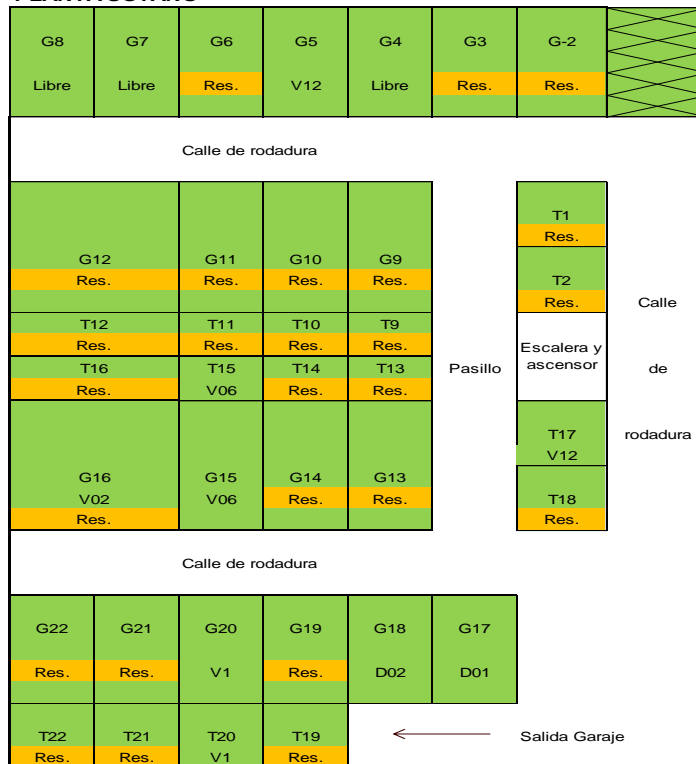 G8 G7 G6 G5 G4 G3 G-2
Libre Libre Res. V12 Libre Res. Res.
Calle de rodadura
T1
Res.
G12 G11 G10 G9 T2
Res. Res. Res. Res.
Res. Calle
T12 T11 T10 T9
Res. Res. Res. Res. Escalera y
T16 T15 T14 T13 Pasillo ascensor de
Res. V06 Res. Res.
T17 rodadura
V12
G16 G15 G14 G13
V02 V06 Res. Res. T18
Res. Res.
Calle de rodadura
G22 G21 G20 G19 G18 G17
Res. Res. V1 Res. D02 D01
T22 T21 T20 T19 Salida Garaje
Res. Res. V1 Res.